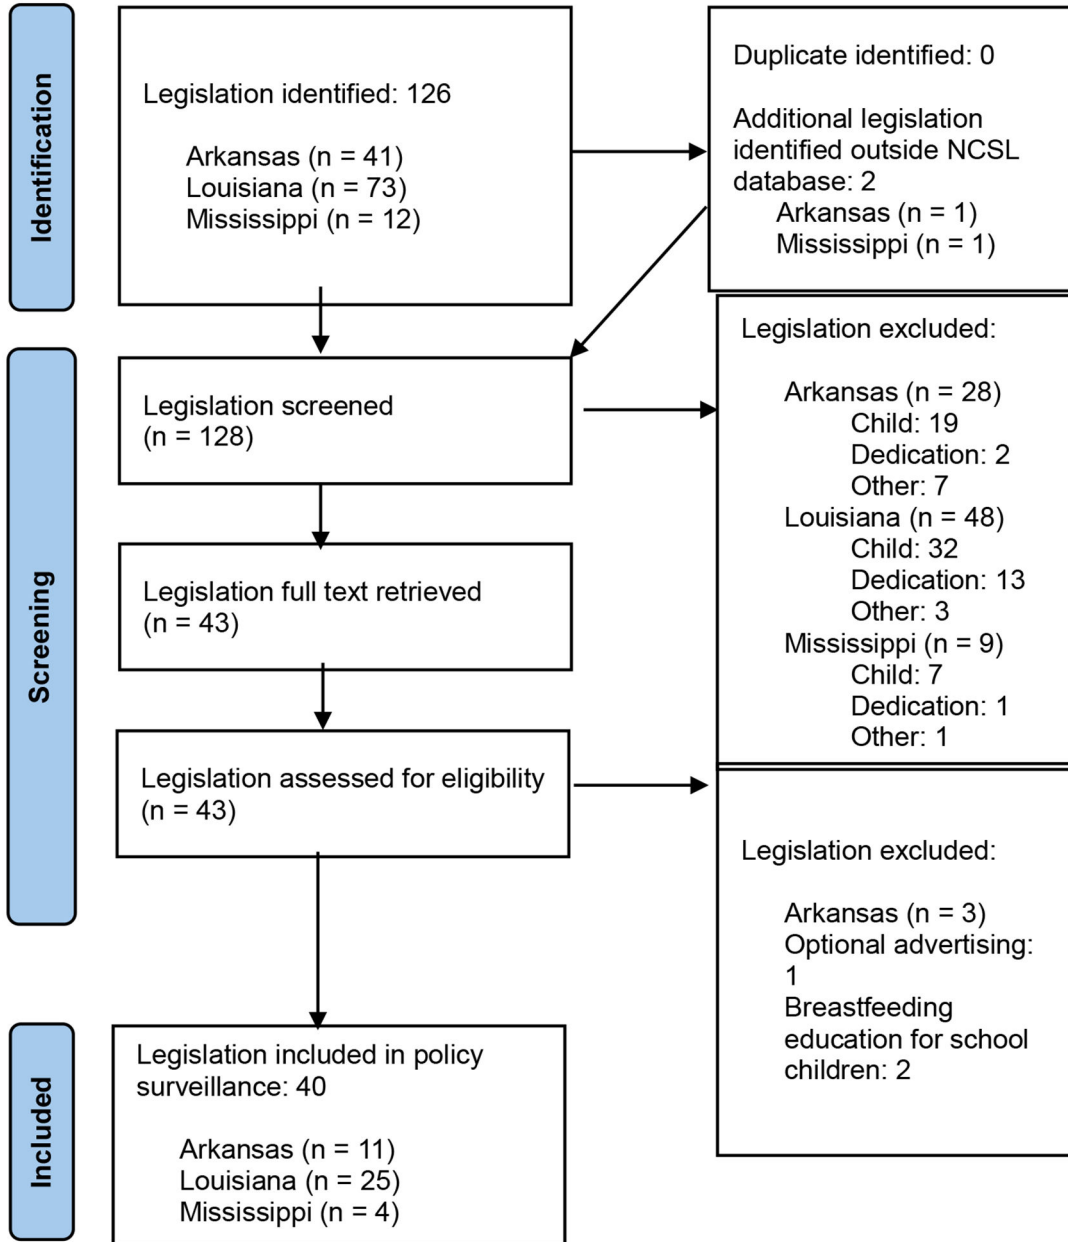 Identification
Legislation identified: 126
Arkansas (n = 41)
Louisiana (n = 73)
Mississippi (n = 12)
Duplicate identified: 0
Additional legislation
identified outside NCSL
database: 2
Arkansas (n = 1)
Mississippi (n = 1)
Screening
Legislation screened
(n = 128)
Legislation excluded:
Arkansas (n = 28)
Child: 19
Dedication: 2
Other: 7
Louisiana (n = 48)
Child: 32
Dedication: 13
Other: 3
Mississippi (n = 9)
Child: 7
Dedication: 1
Other: 1
Legislation full text retrieved
(n = 43)
Legislation assessed for eligibility
(n = 43)
Legislation excluded:
Arkansas (n = 3)
Optional advertising:
1
Breastfeeding
education for school
children: 2
Included
Legislation included in policy
surveillance: 40
Arkansas (n = 11)
Louisiana (n = 25)
Mississippi (n = 4)